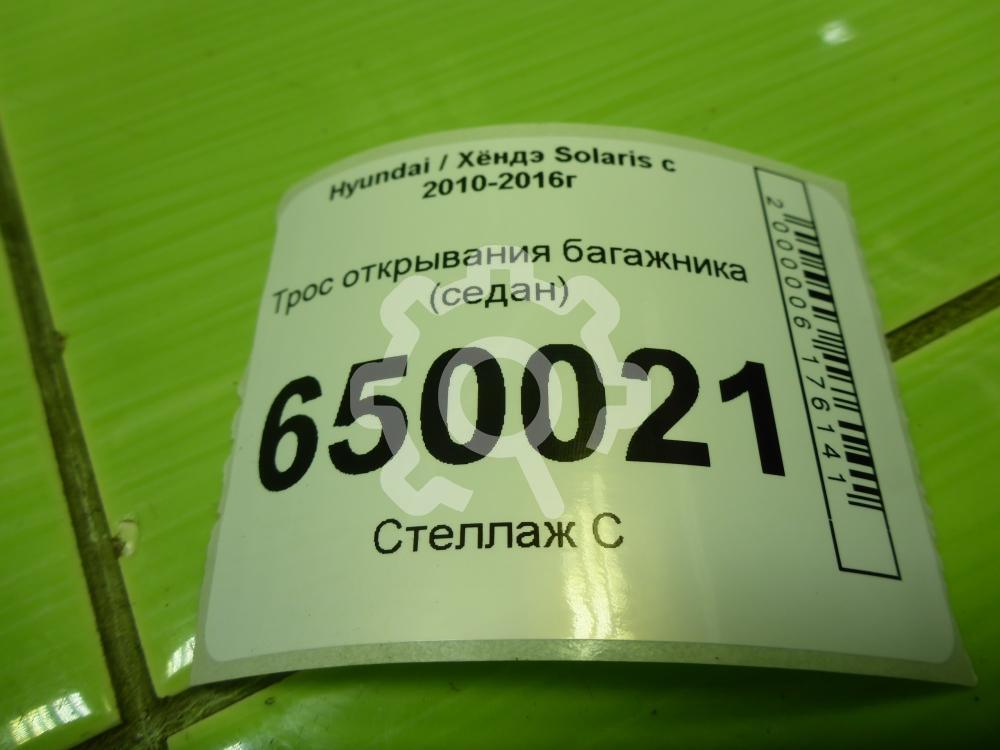 Hyundai / Хёндэ Solaris с
2010-2016г
Трос открывания багажника
(седан)
650021
Стеллаж С
2000006176141